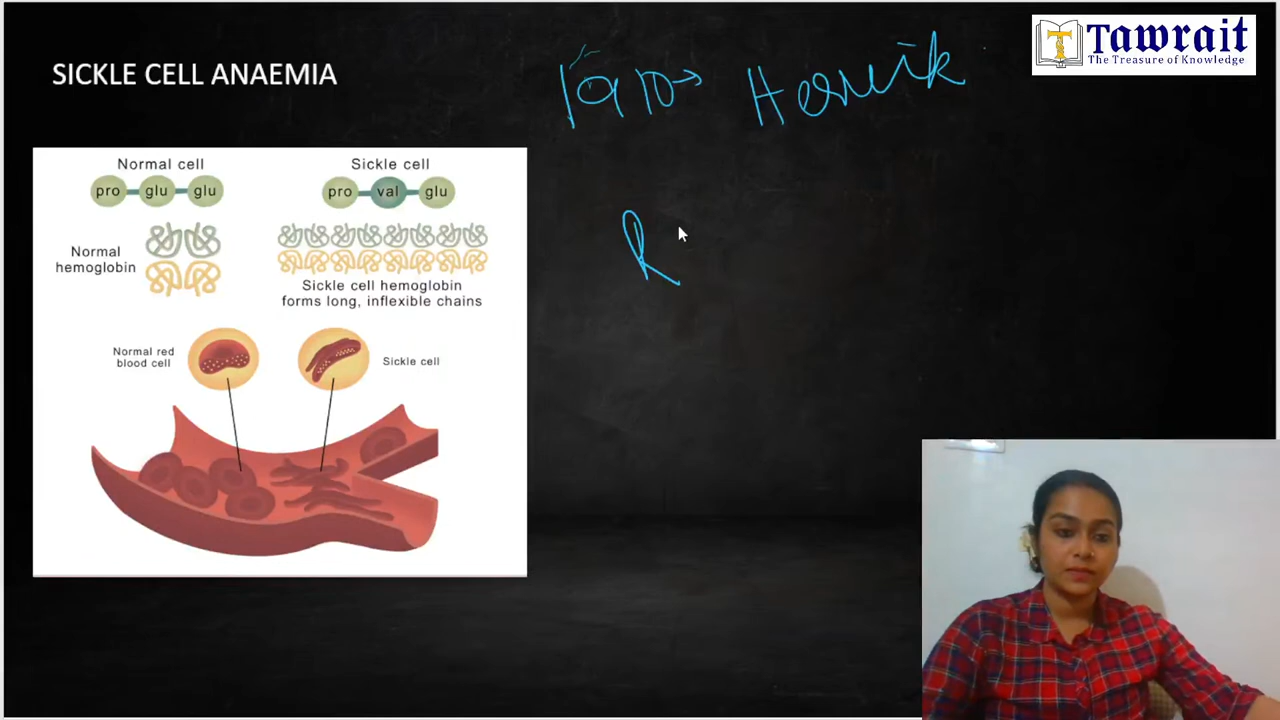 Tawrait
The Treasure of Knowledge
SICKLE CELL ANAEMIA
1910→ Herrik
R
Normal cell
Sickle cell
pro glu glu
pro val glu
Normal
hemoglobin
Sickle cell hemoglobin
forms long, inflexible chains
Normal red
blood cell
Sickle cell